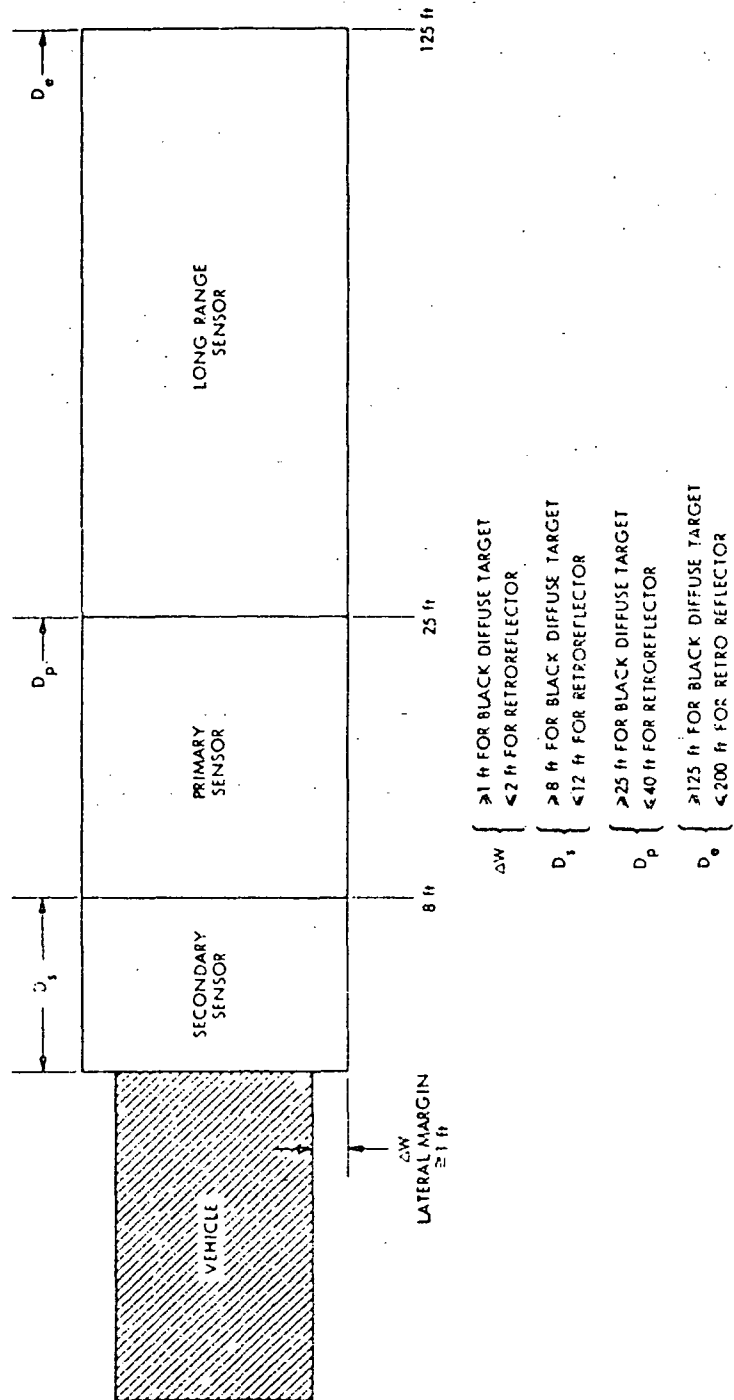 D_s
D_p
D_e
VEHICLE
SECONDARY
SENSOR
PRIMARY
SENSOR
LONG RANGE
SENSOR
8 ft
25 ft
125 ft
△W
LATERAL MARGIN
≧1 ft
△W { ⩾1 ft FOR BLACK DIFFUSE TARGET
⩽2 ft FOR RETROREFLECTOR
D_s { ⩾8 ft FOR BLACK DIFFUSE TARGET
⩽12 ft FOR RETROREFLECTOR
D_p { ⩾25 ft FOR BLACK DIFFUSE TARGET
⩽40 ft FOR RETROREFLECTOR
D_e { ⩾125 ft FOR BLACK DIFFUSE TARGET
⩽200 ft FOR RETRO REFLECTOR